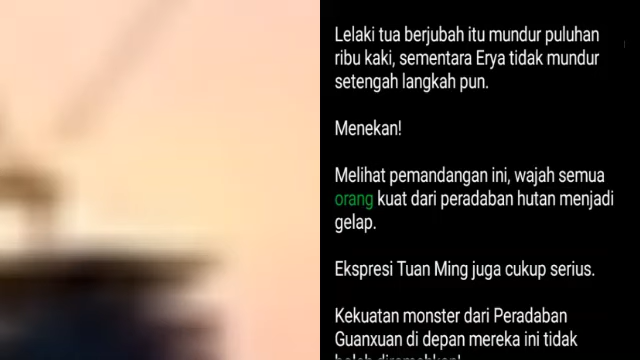 Lelaki tua berjubah itu mundur puluhan
ribu kaki, sementara Erya tidak mundur
setengah langkah pun.
Menekan!
Melihat pemandangan ini, wajah semua
orang kuat dari peradaban hutan menjadi
gelap.
Ekspresi Tuan Ming juga cukup serius.
Kekuatan monster dari Peradaban
Guanxuan di depan mereka ini tidak